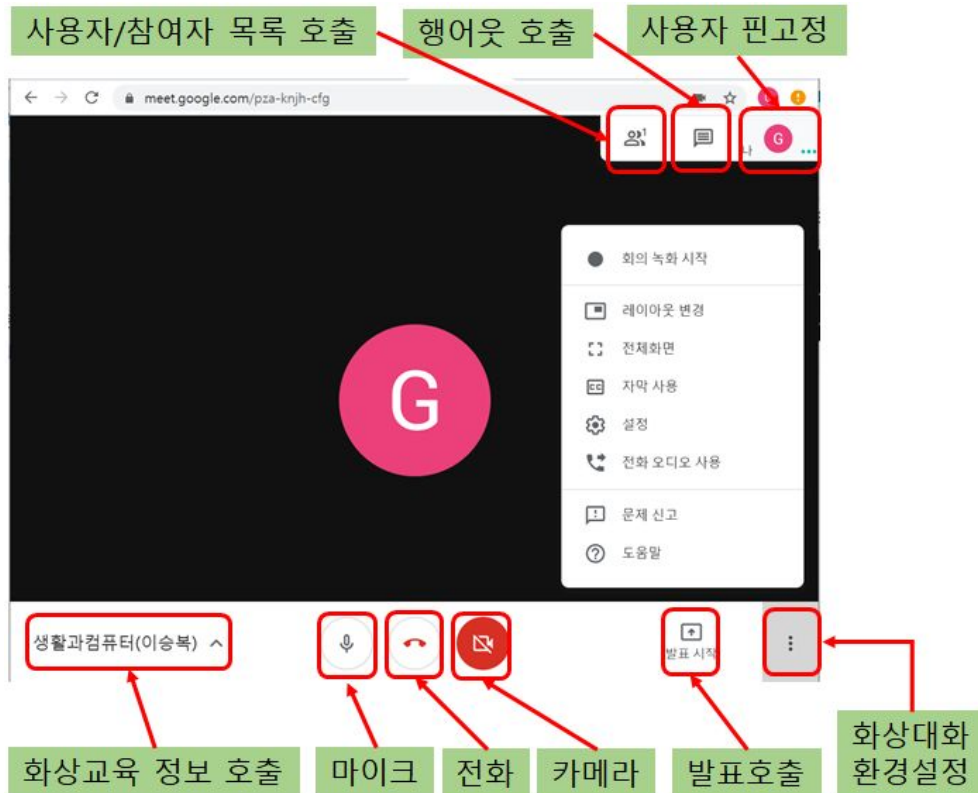 사용자/참여자 목록 호출
행어웃 호출
사용자 핀고정
meet.google.com/pza-knjh-cfg
1
나
G
회의 녹화 시작
레이아웃 변경
전체화면
CC
자막 사용
설정
전화 오디오 사용
문제 신고
도움말
G
생활과컴퓨터(이승복)
발표 시작
화상교육 정보 호출
마이크
전화
카메라
발표호출
화상대화
환경설정